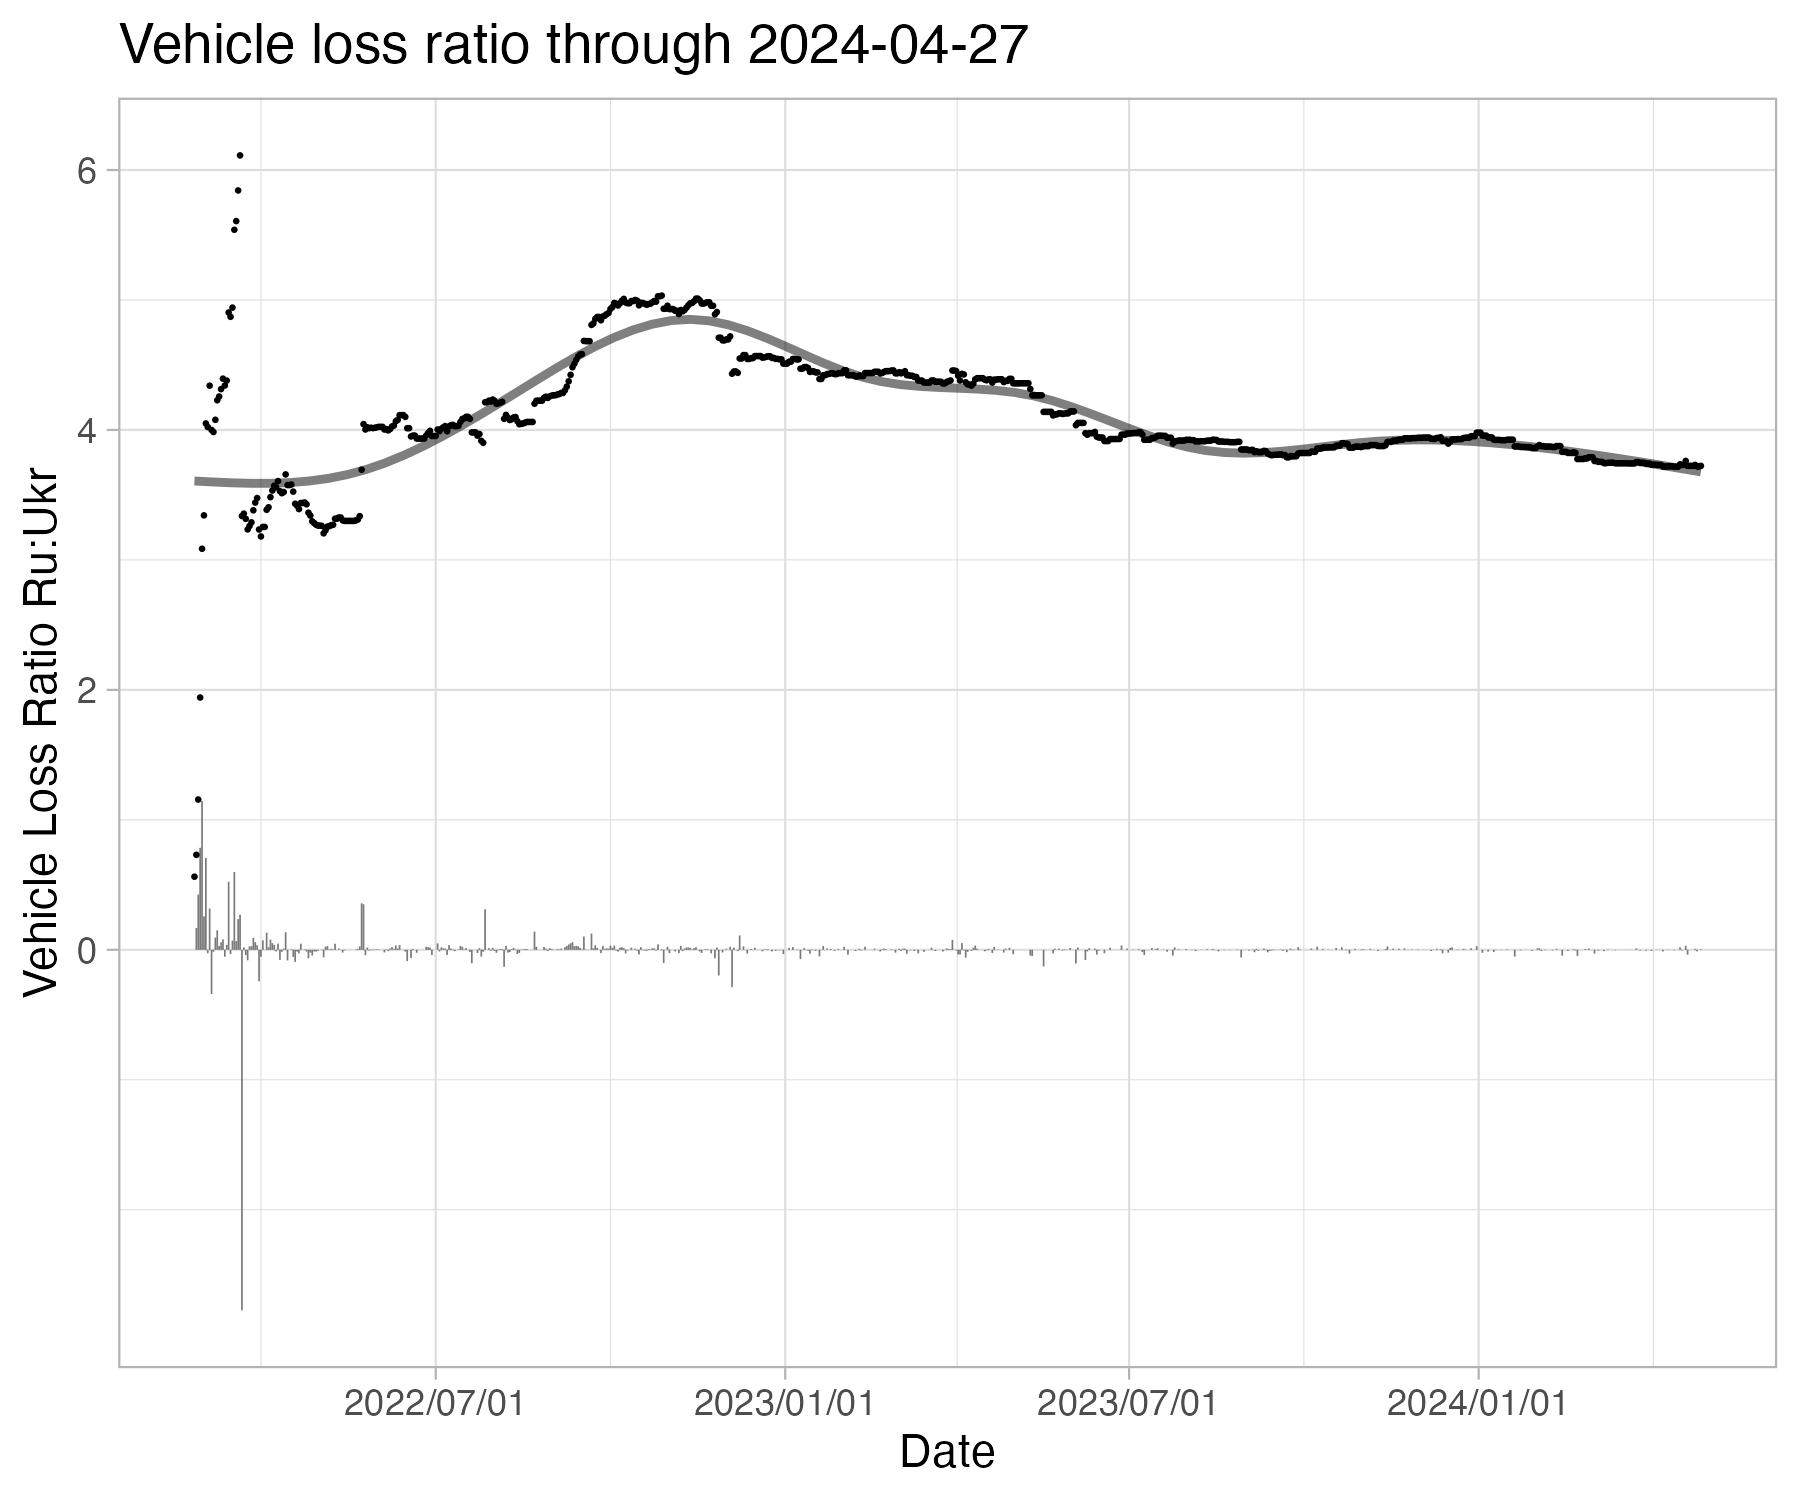 Vehicle loss ratio through 2024-04-27
Vehicle Loss Ratio Ru:Ukr
6
4
2
0
2022/07/01
2023/01/01
2023/07/01
2024/01/01
Date